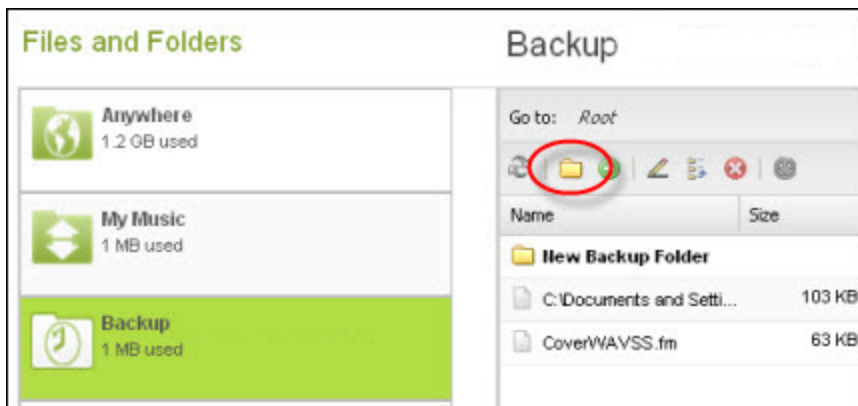 Files and Folders
Backup
Anywhere
1.2 GB used
My Music
1 MB used
Backup
1 MB used
Go to: Root
Name Size
New Backup Folder
C:\Documents and Setti... 103 KB
CoverWAVSS.fm 63 KB